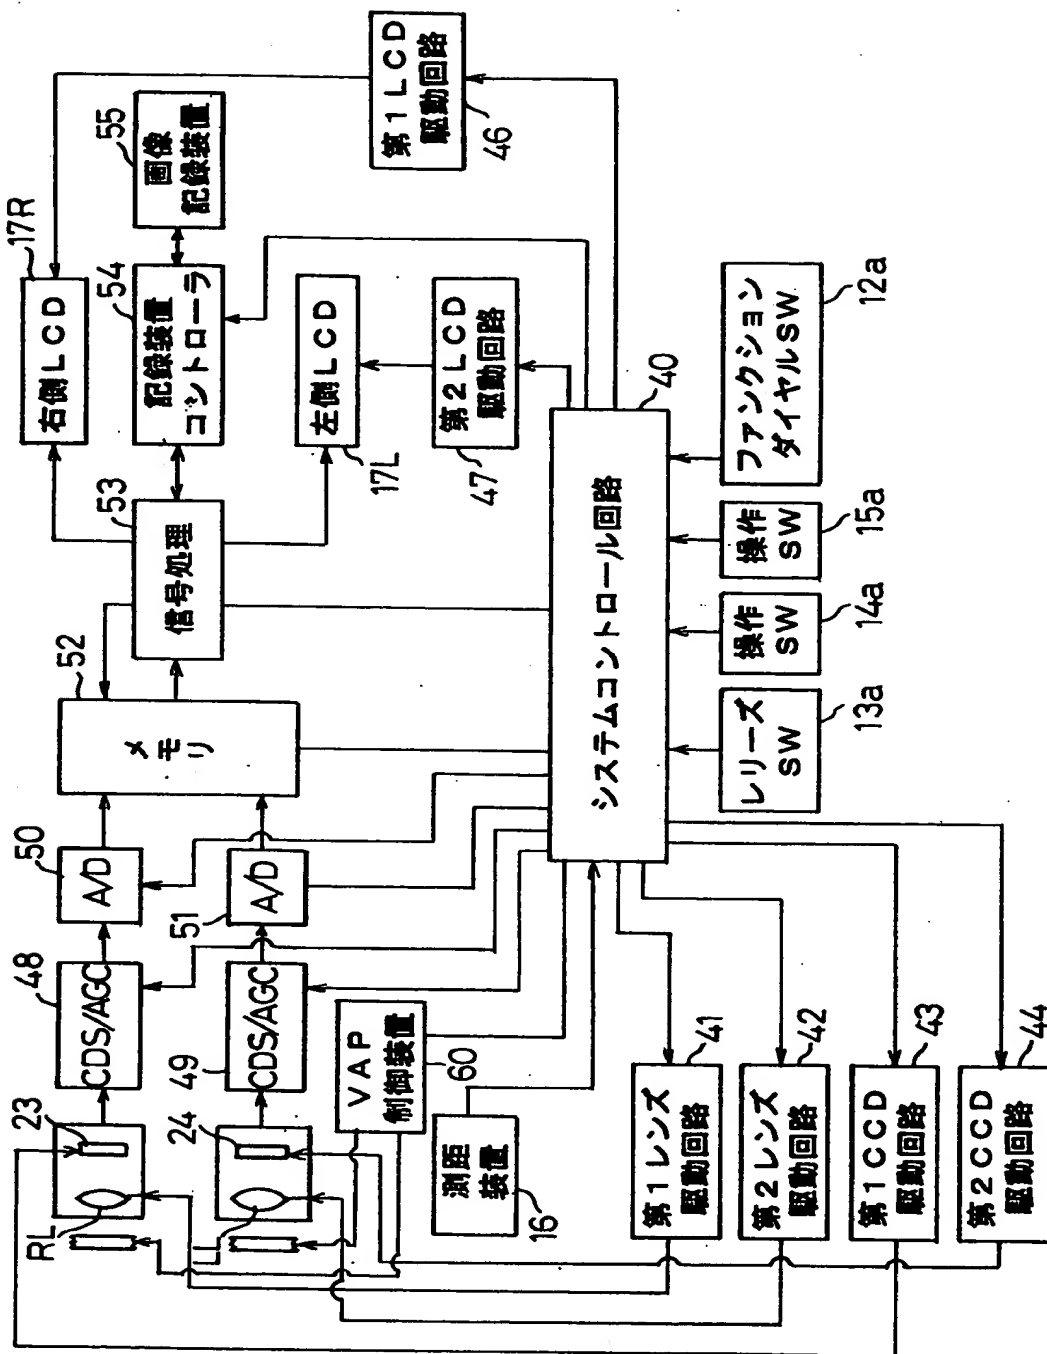 RL
23
48
CDS/AGC
50
A/D
52
メモリ
53
信号処理
54
記録装置
コントローラ
17R
右側LCD
55
画像
記録装置
24
49
CDS/AGC
51
A/D
左側LCD
17L
第1LCD
駆動回路
46
VAP
制御装置
60
第2LCD
駆動回路
47
測距
装置
16
システムコントロール回路
40
第1レンズ
駆動回路
41
第2レンズ
駆動回路
42
第1CCD
駆動回路
43
第2CCD
駆動回路
44
レリーズ
SW
13a
操作
SW
14a
操作
SW
15a
ファンクション
ダイヤルSW
12a